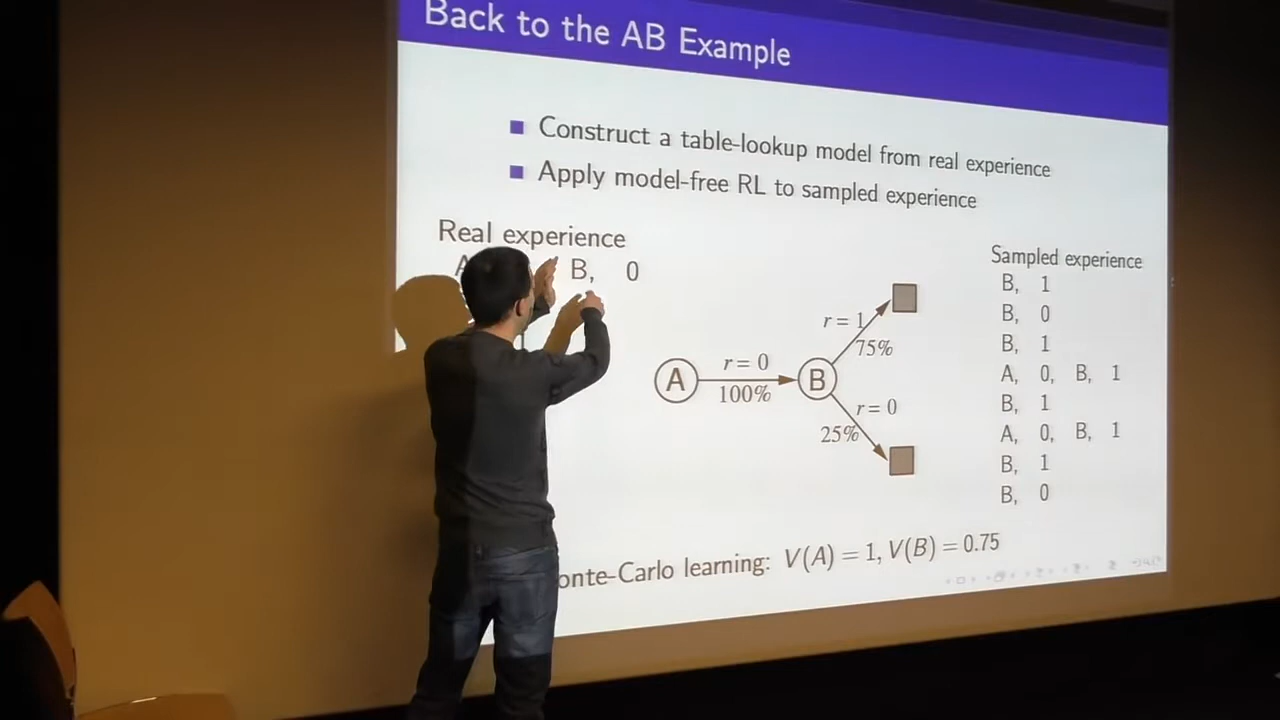 Back to the AB Example
Construct a table-lookup model from real experience
Apply model-free RL to sampled experience
Real experience
A B, 0
A
r = 0
100%
B
r = 1
75%
r = 0
25%
Sampled experience
B, 1
B, 0
B, 1
A, 0, B, 1
B, 1
A, 0, B, 1
B, 1
B, 0
onte-Carlo learning: V(A) = 1, V(B) = 0.75